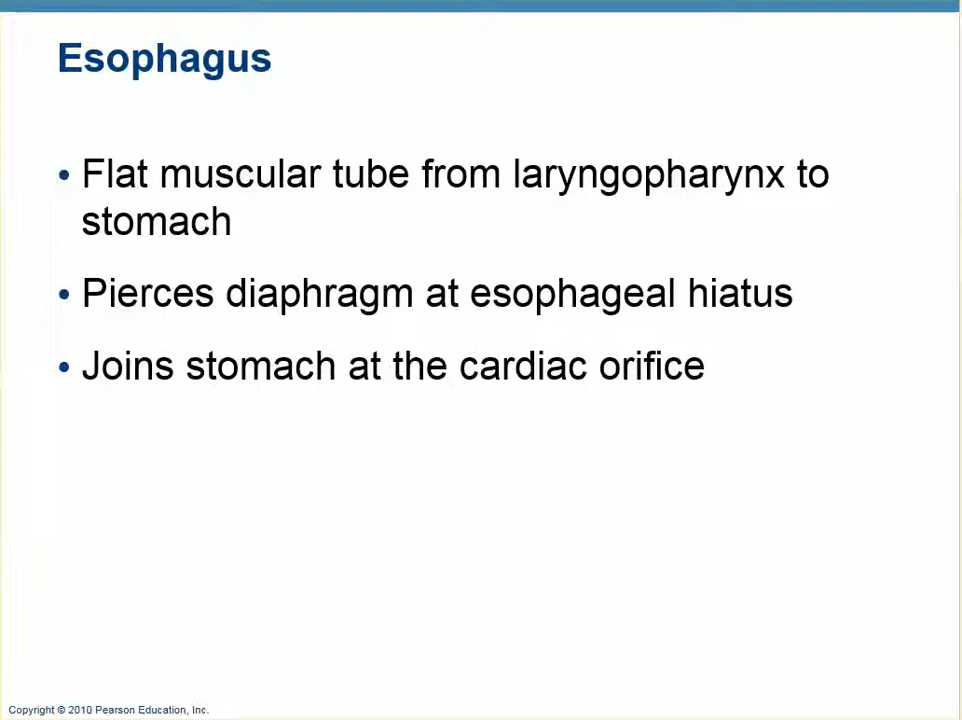 Esophagus
• Flat muscular tube from laryngopharynx to
stomach
• Pierces diaphragm at esophageal hiatus
• Joins stomach at the cardiac orifice
Copyright © 2010 Pearson Education, Inc.